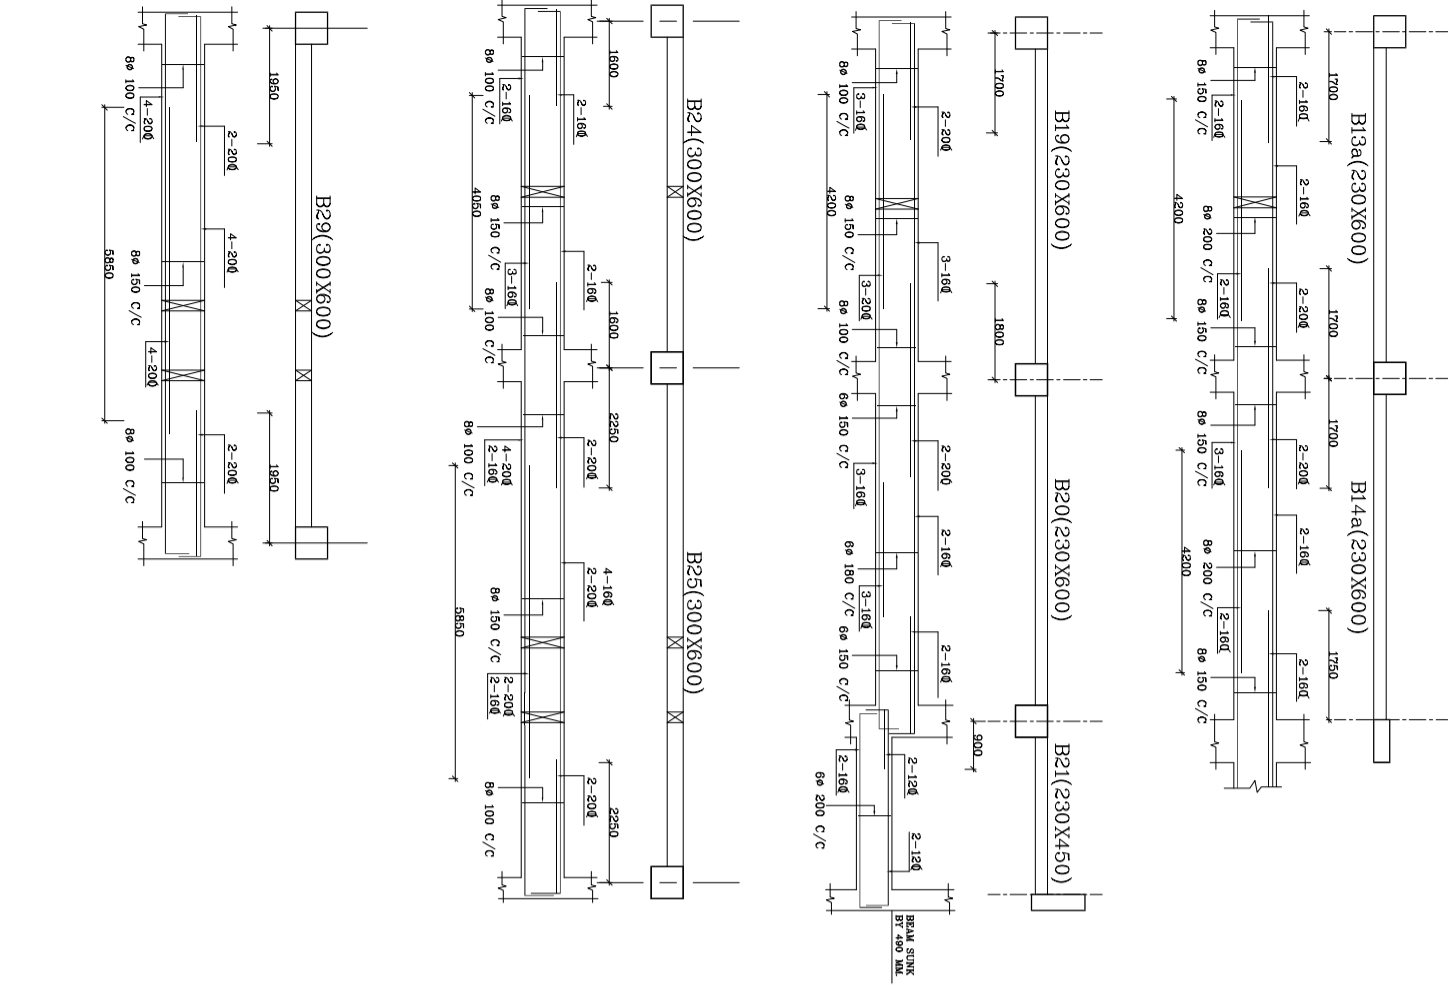 B13a(230X600)
B14a(230X600)
1700
1700
1700
1750
2-16Ø
2-16Ø
2-20Ø
2-20Ø
2-16Ø
2-16Ø
2-16Ø
2-16Ø
3-16Ø
2-16Ø
8ø 150 C/C
8ø 200 C/C
8ø 150 C/C
8ø 150 C/C
8ø 200 C/C
8ø 150 C/C
4200
4200
B19(230X600)
B20(230X600)
B21(230X450)
1700
1800
900
2-20Ø
3-16Ø
2-20Ø
2-16Ø
2-16Ø
2-12Ø
2-12Ø
BEAM SUNK
BY 490 MM.
3-16Ø
3-20Ø
3-16Ø
3-16Ø
2-16Ø
8ø 100 C/C
8ø 150 C/C
8ø 100 C/C
6ø 150 C/C
6ø 180 C/C
6ø 150 C/C
6ø 200 C/C
4200
B24(300X600)
B25(300X600)
1600
1600
2250
2250
2-16Ø
2-16Ø
2-20Ø
4-16Ø
2-20Ø
2-20Ø
2-16Ø
3-16Ø
4-20Ø
2-16Ø
2-20Ø
2-16Ø
8ø 100 C/C
8ø 150 C/C
8ø 100 C/C
8ø 100 C/C
8ø 150 C/C
8ø 100 C/C
4050
5850
B29(300X600)
1950
1950
2-20Ø
4-20Ø
2-20Ø
4-20Ø
4-20Ø
8ø 100 C/C
8ø 150 C/C
8ø 100 C/C
5850